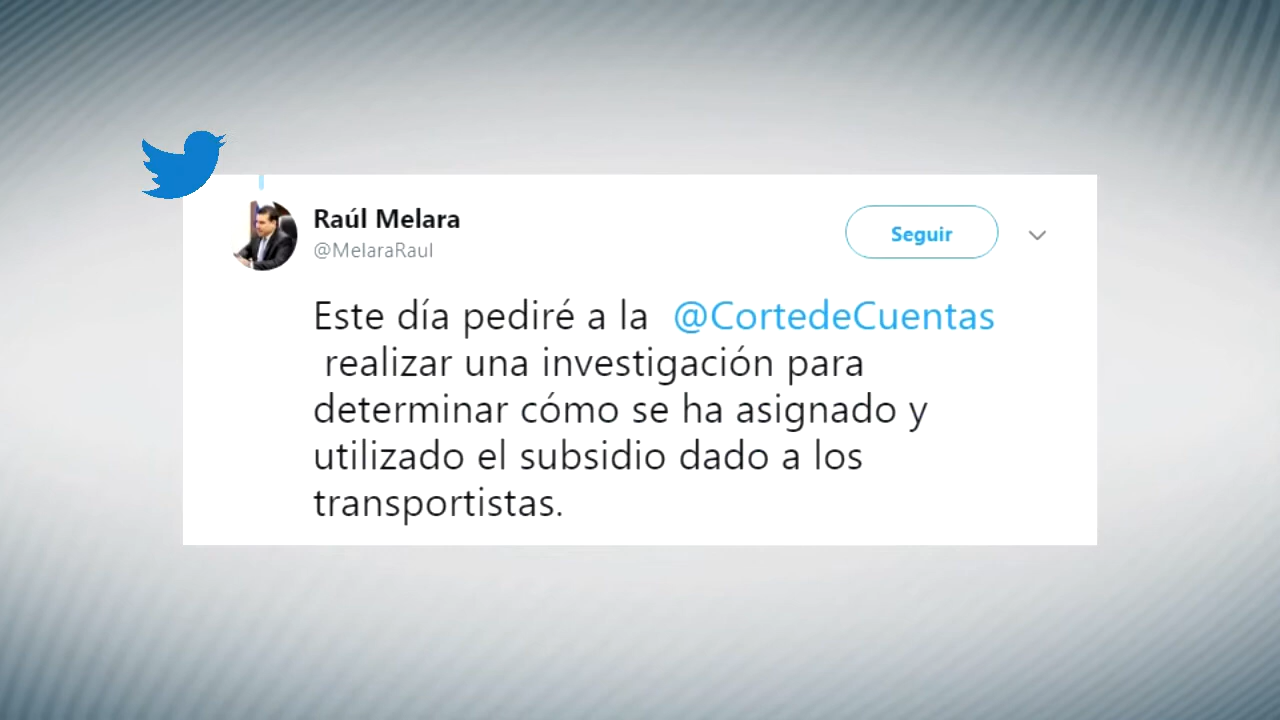 Raúl Melara
@MelaraRaul
Seguir
Este día pediré a la @CortedeCuentas
realizar una investigación para
determinar cómo se ha asignado y
utilizado el subsidio dado a los
transportistas.